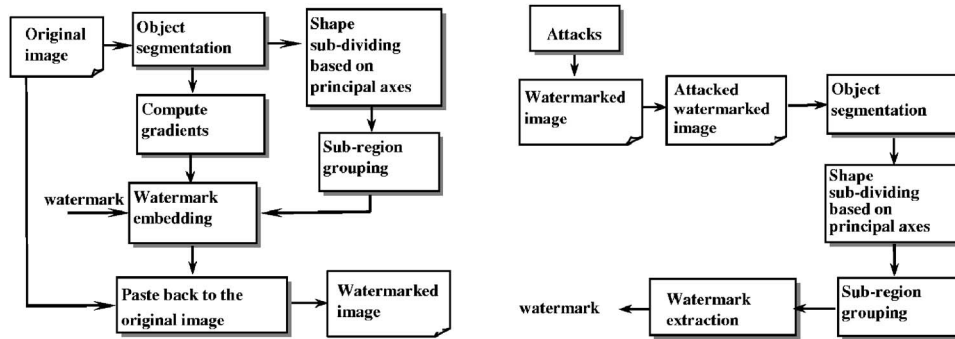 Original
image
Object
segmentation
Shape
sub-dividing
based on
principal axes
Compute
gradients
Sub-region
grouping
watermark
Watermark
embedding
Paste back to the
original image
Watermarked
image
Attacks
Watermarked
image
Attacked
watermarked
image
Object
segmentation
Shape
sub-dividing
based on
principal axes
Sub-region
grouping
Watermark
extraction
watermark